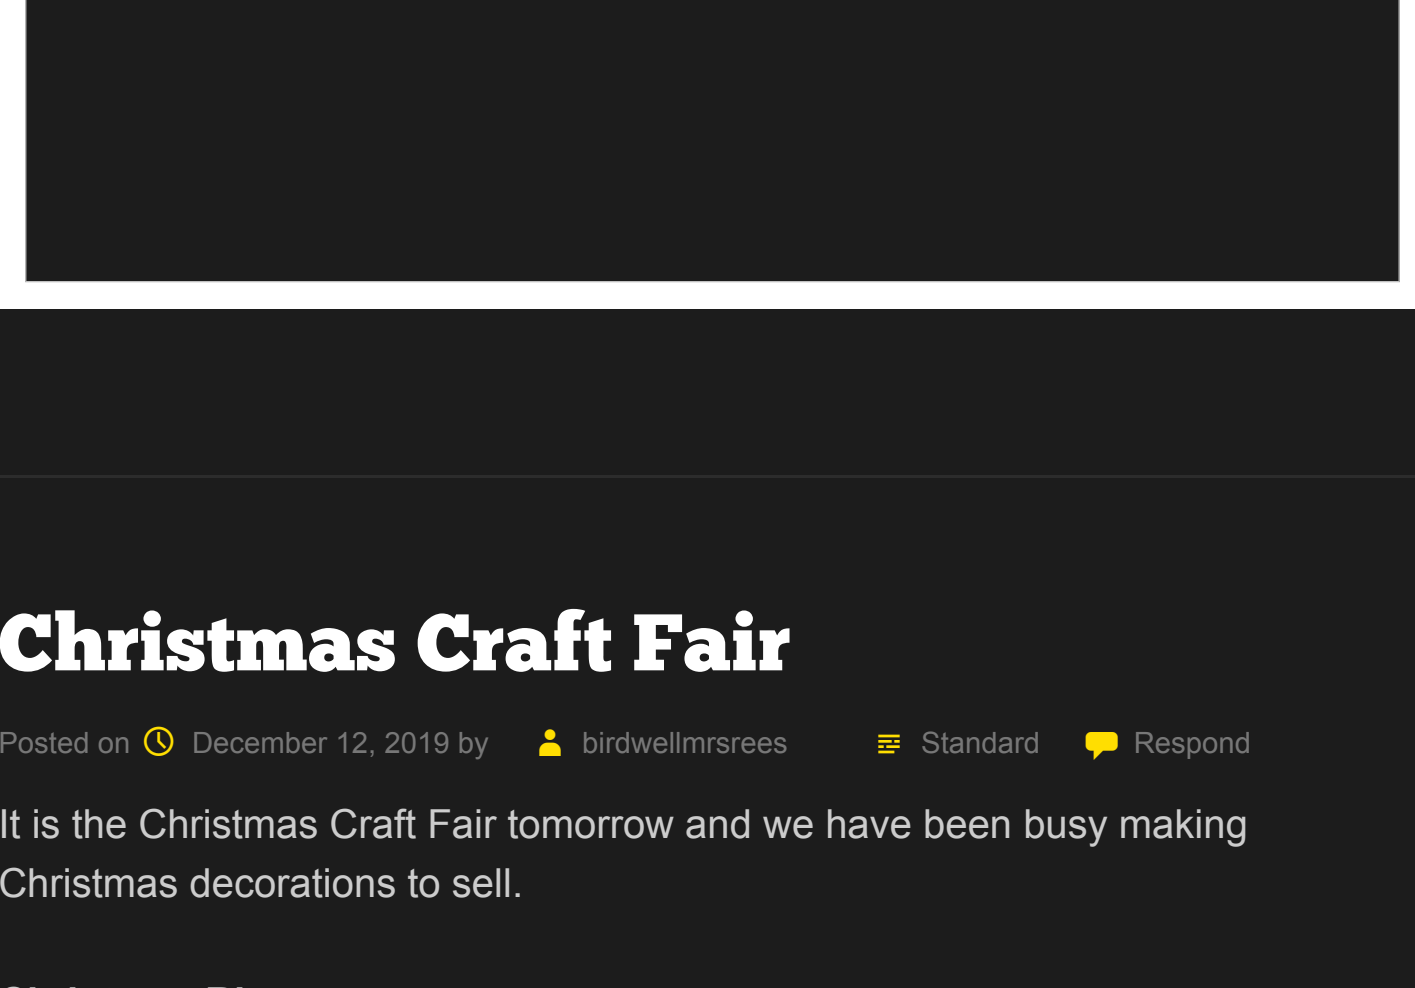 Christmas Craft Fair
Posted on December 12, 2019 by birdwellmrsrees Standard Respond
It is the Christmas Craft Fair tomorrow and we have been busy making
Christmas decorations to sell.